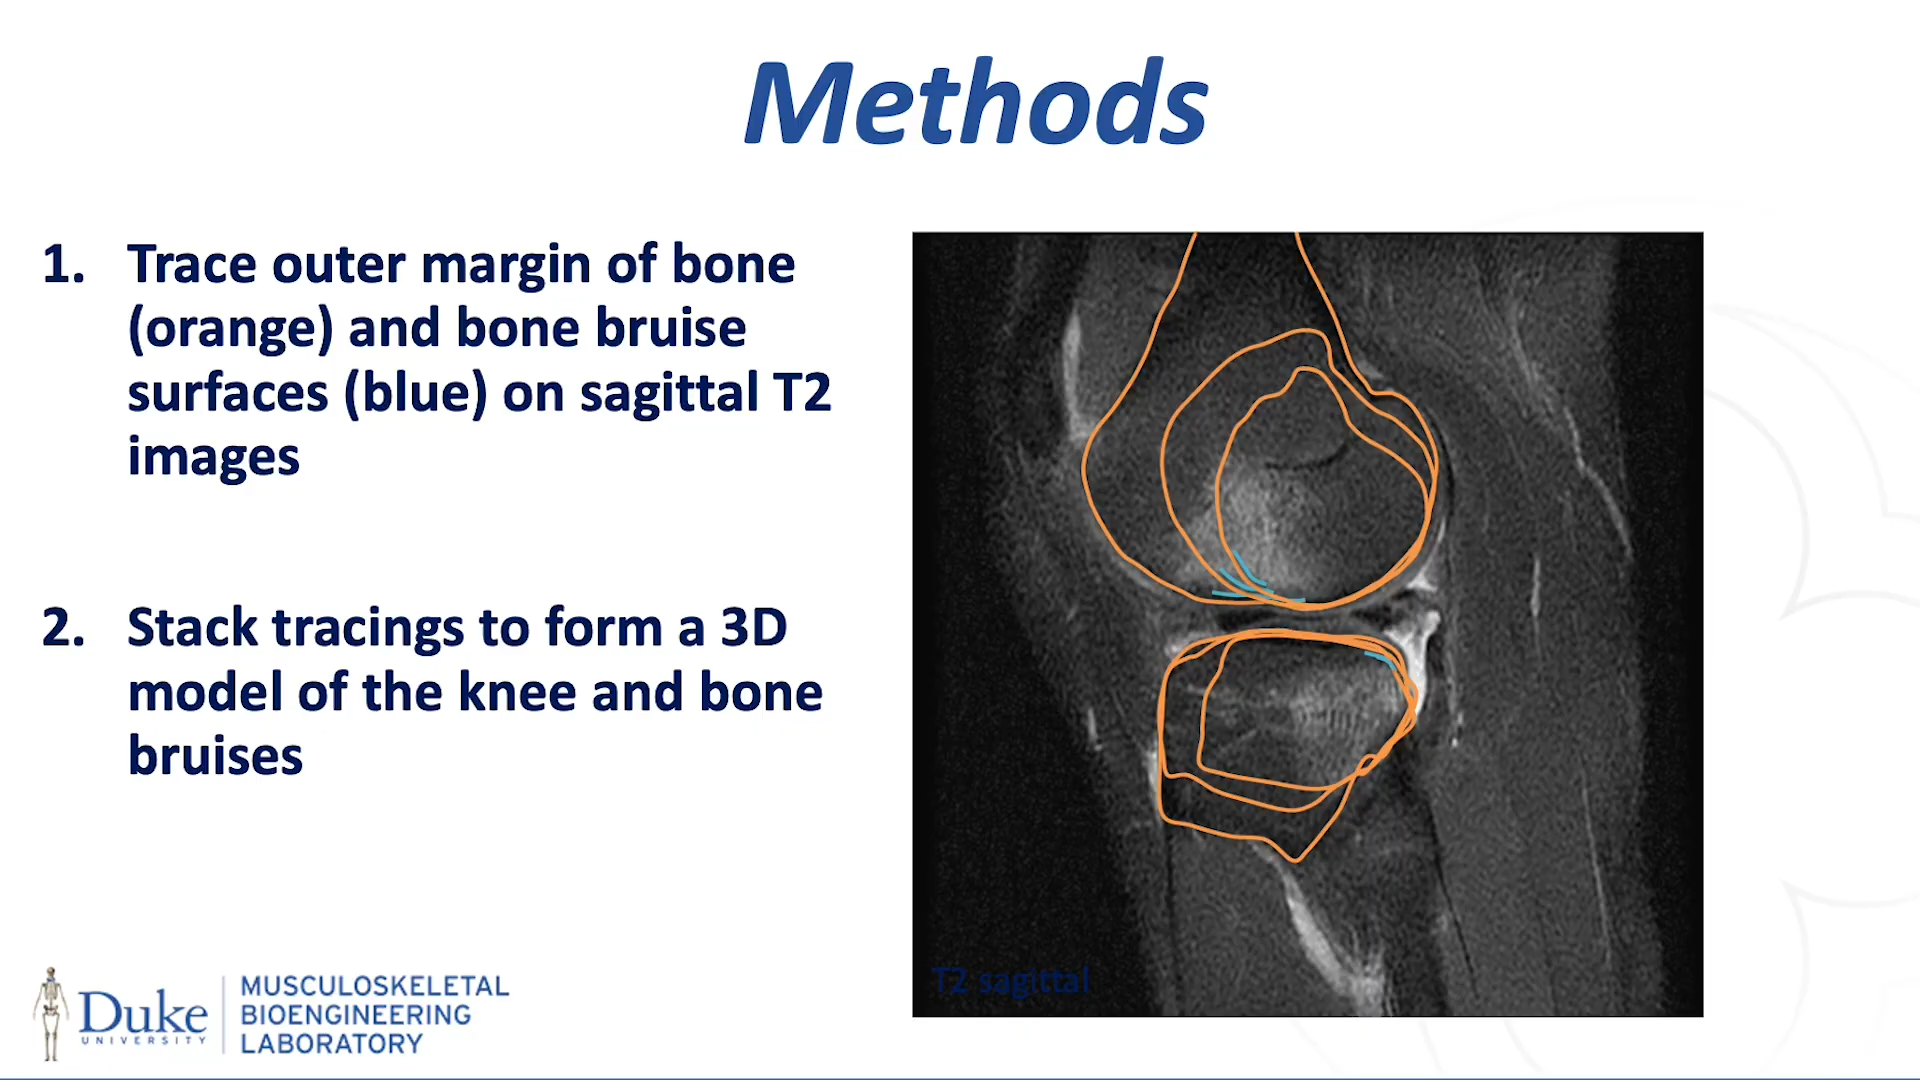 Methods
1. Trace outer margin of bone
(orange) and bone bruise
surfaces (blue) on sagittal T2
images
2. Stack tracings to form a 3D
model of the knee and bone
bruises
T2 sagittal
Duke
UNIVERSITY
MUSCULOSKELETAL
BIOENGINEERING
LABORATORY